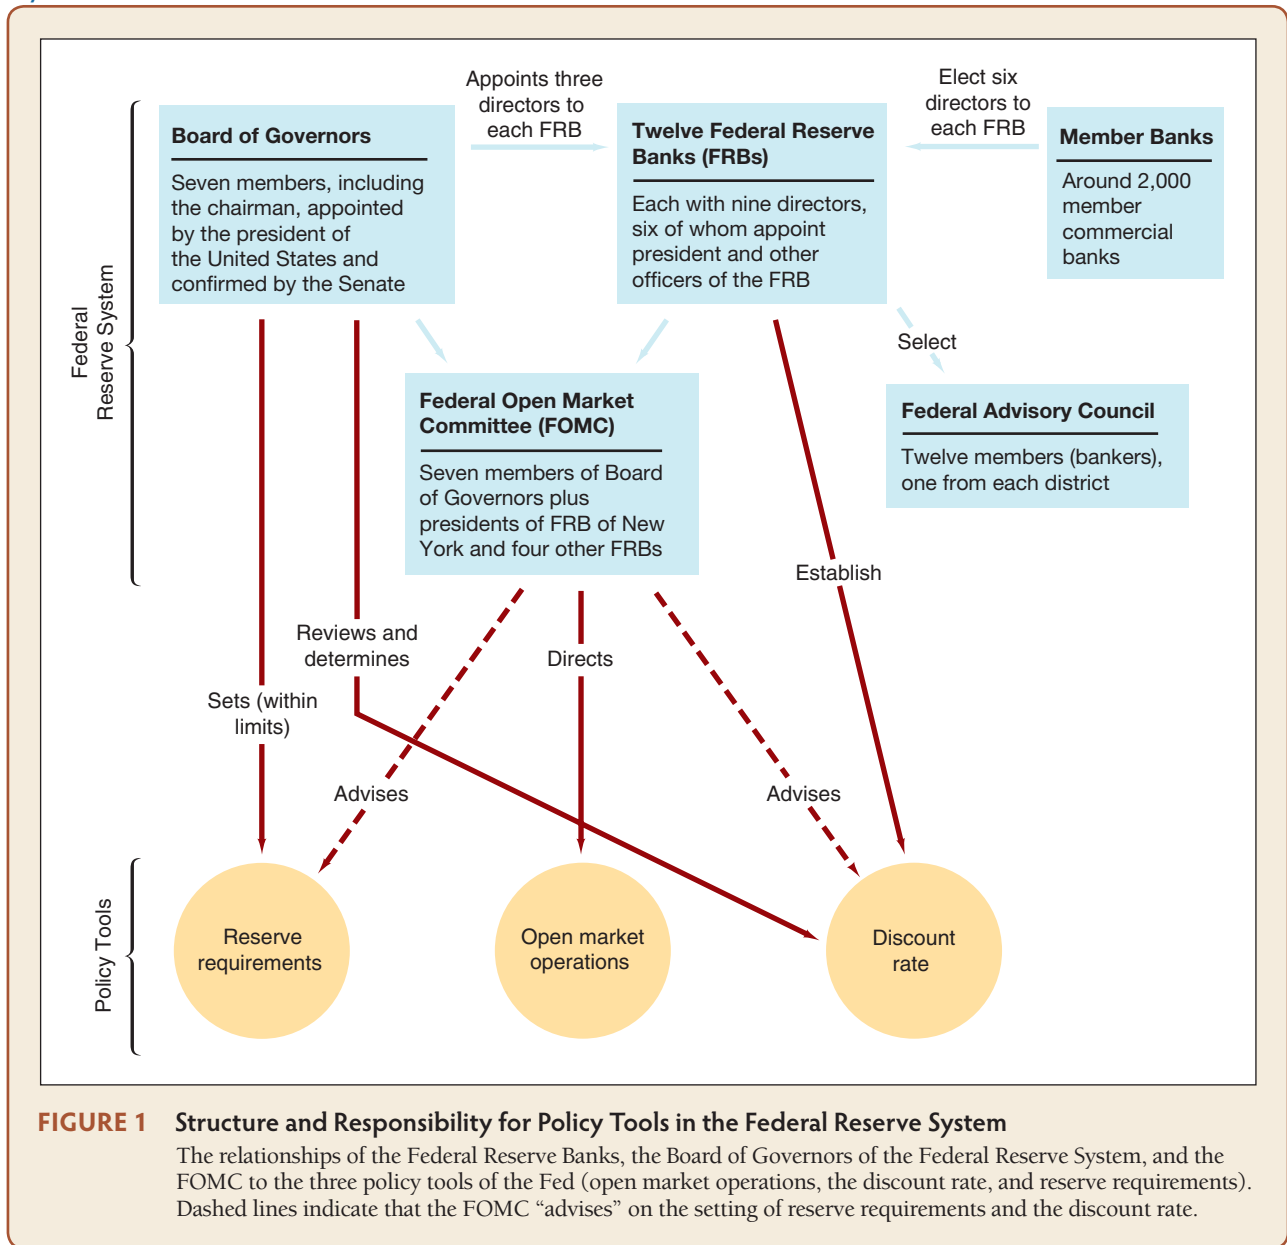 Appoints three
directors to
each FRB
Elect six
directors to
each FRB
Board of Governors
Seven members, including
the chairman, appointed
by the president of
the United States and
confirmed by the Senate
Twelve Federal Reserve
Banks (FRBs)
Each with nine directors,
six of whom appoint
president and other
officers of the FRB
Member Banks
Around 2,000
member
commercial
banks
Federal
Reserve System
Select
Federal Open Market
Committee (FOMC)
Seven members of Board
of Governors plus
presidents of FRB of New
York and four other FRBs
Federal Advisory Council
Twelve members (bankers),
one from each district
Establish
Reviews and
determines
Directs
Sets (within
limits)
Advises
Advises
Policy Tools
Reserve
requirements
Open market
operations
Discount
rate
FIGURE 1 Structure and Responsibility for Policy Tools in the Federal Reserve System
The relationships of the Federal Reserve Banks, the Board of Governors of the Federal Reserve System, and the
FOMC to the three policy tools of the Fed (open market operations, the discount rate, and reserve requirements).
Dashed lines indicate that the FOMC “advises” on the setting of reserve requirements and the discount rate.